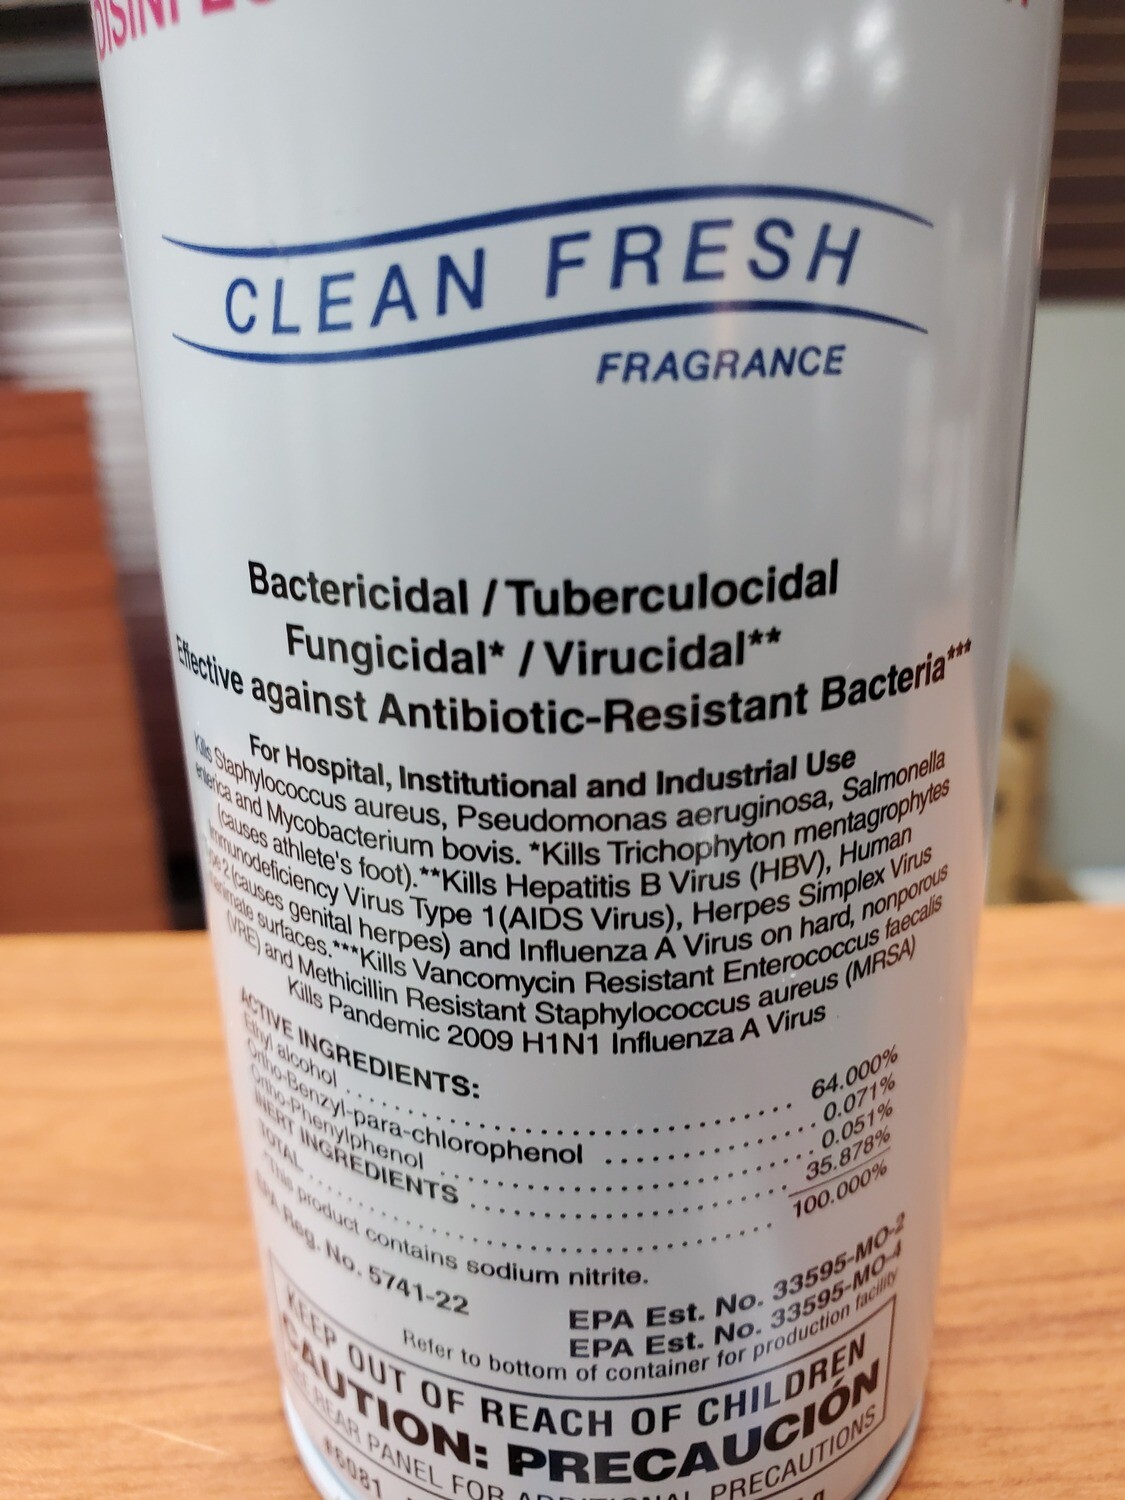 CLEAN FRESH
FRAGRANCE
Bactericidal / Tuberculocidal
Fungicidal* / Virucidal**
Effective against Antibiotic-Resistant Bacteria***
For Hospital, Institutional and Industrial Use
Kills Staphylococcus aureus, Pseudomonas aeruginosa, Salmonella
enterica and Mycobacterium bovis. *Kills Trichophyton mentagrophytes
(causes athlete's foot).**Kills Hepatitis B Virus (HBV), Human
Immunodeficiency Virus Type 1(AIDS Virus), Herpes Simplex Virus
Type 2 (causes genital herpes) and Influenza A Virus on hard, nonporous
inanimate surfaces.***Kills Vancomycin Resistant Enterococcus faecalis
(VRE) and Methicillin Resistant Staphylococcus aureus (MRSA)
Kills Pandemic 2009 H1N1 Influenza A Virus
ACTIVE INGREDIENTS:
Ethyl alcohol . . . . . . . . . . . . . . . . . . . . 64.000%
Ortho-Benzyl-para-chlorophenol . . . . . . . . . . 0.071%
Ortho-Phenylphenol . . . . . . . . . . . . . . . . 0.051%
INERT INGREDIENTS . . . . . . . . . . . . . . . . 35.878%
TOTAL . . . . . . . . . . . . . . . . . . . . . . 100.000%
This product contains sodium nitrite.
EPA Reg. No. 5741-22
EPA Est. No. 33595-MO-2
EPA Est. No. 33595-MO-4
Refer to bottom of container for production facility
KEEP OUT OF REACH OF CHILDREN
CAUTION: PRECAUCIÓN
REAR PANEL FOR ADDITIONAL PRECAUTIONS
#6081